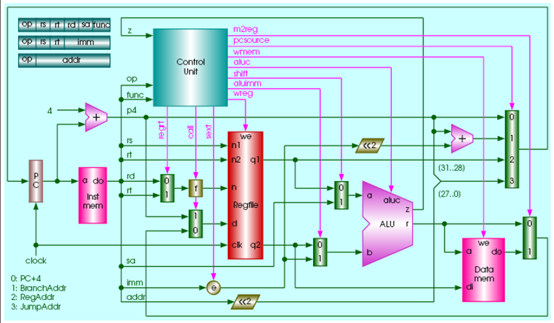 op rs rt rd sa func
op rs rt imm
op addr
z
Control
Unit
op
func
m2reg
pcsource
wmem
aluc
shift
aluimm
wreg
regrt
call
sext
4
+
p4
<<2
+
0
1
2
3
(31..28)
(27..0)
P
C
a do
Inst
mem
rs
rt
rd
rt
0
1
f
1
0
we
n1
n2 q1
n
Regfile
d
clk q2
0
1
0
1
a
aluc
z
ALU r
b
we
a do
Data
mem
di
0
1
clock
sa
imm
e
addr
<<2
0: PC+4
1: BranchAddr
2: RegAddr
3: JumpAddr